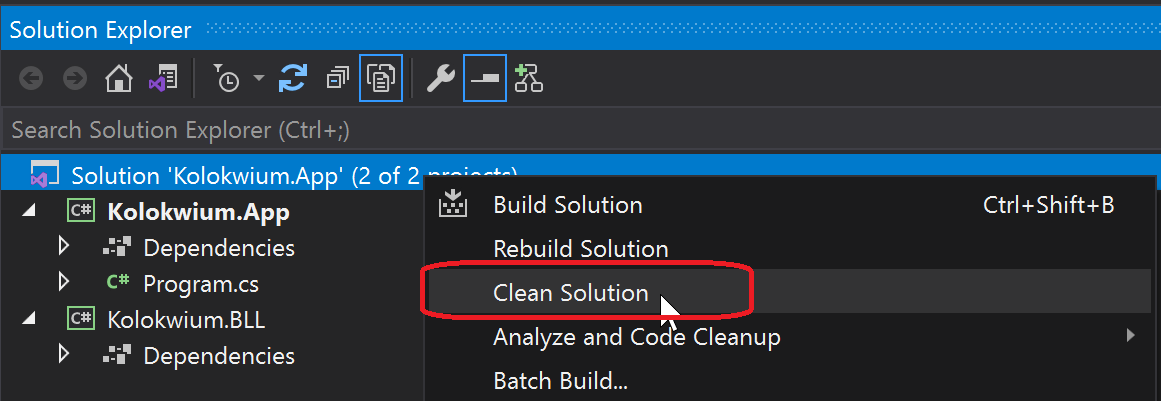 Solution Explorer
Search Solution Explorer (Ctrl+;)
Solution 'Kolokwium.App' (2 of 2 projects)
C# Kolokwium.App
Dependencies
C# Program.cs
C# Kolokwium.BLL
Dependencies
Build Solution Ctrl+Shift+B
Rebuild Solution
Clean Solution
Analyze and Code Cleanup
Batch Build...